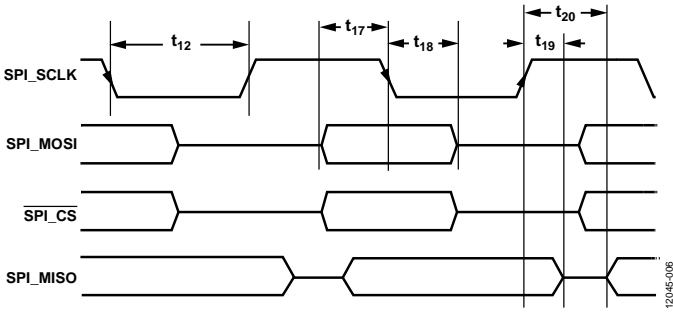 t20
t12
t17
t18
t19
SPI_SCLK
SPI_MOSI
SPI_CS
SPI_MISO
12045-006